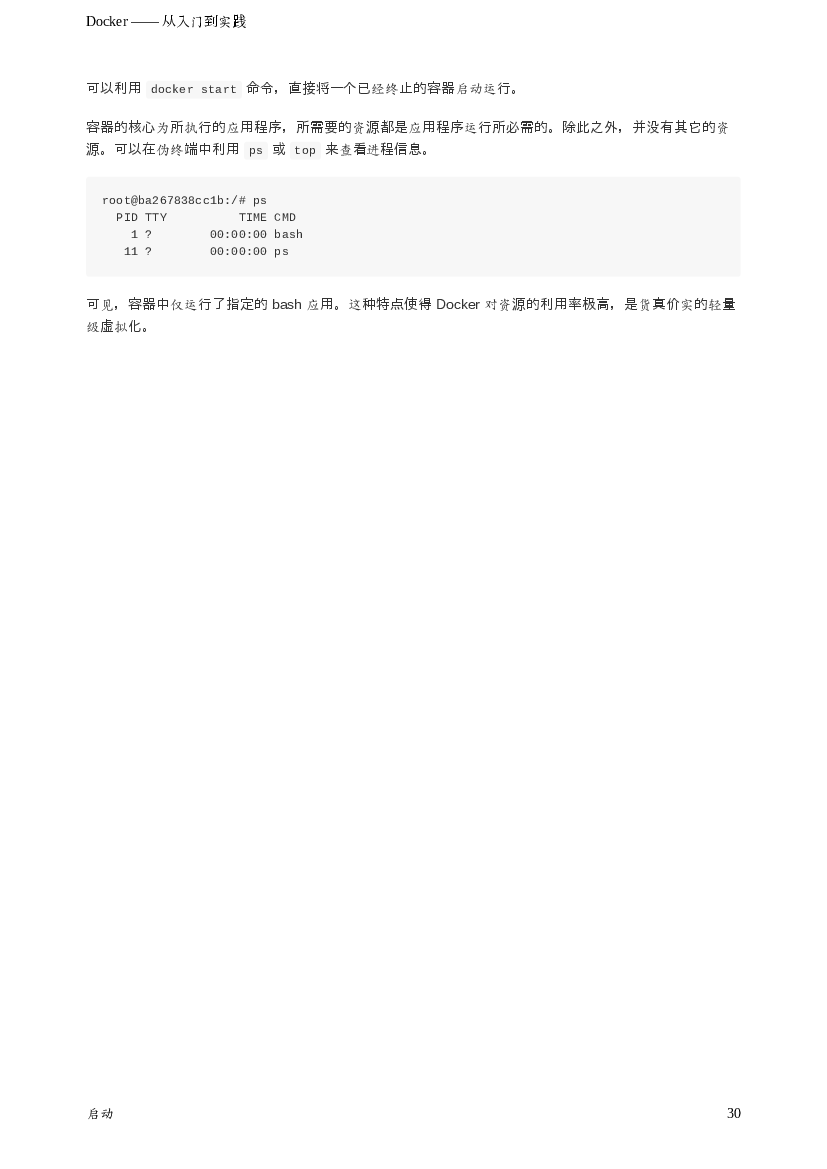 Docker —— 从入门到实践
可以利用 docker start 命令，直接将一个已经终止的容器启动运行。
容器的核心为所执行的应用程序，所需要的资源都是应用程序运行所必需的。除此之外，并没有其它的资
源。可以在伪终端中利用 ps 或 top 来查看进程信息。
root@ba267838cc1b:/# ps
  PID TTY          TIME CMD
    1 ?        00:00:00 bash
   11 ?        00:00:00 ps
可见，容器中仅运行了指定的 bash 应用。这种特点使得 Docker 对资源的利用率极高，是货真价实的轻量
级虚拟化。
启动
30